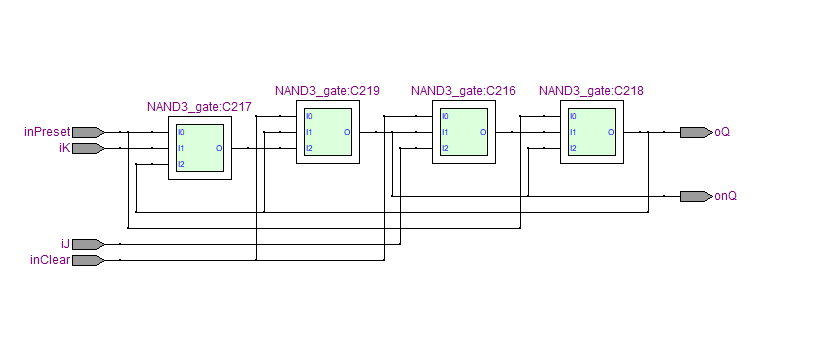 NAND3_gate:C217
NAND3_gate:C219
NAND3_gate:C216
NAND3_gate:C218
inPreset
iK
iJ
inClear
I0
I1
I2
O
I0
I1
I2
O
I0
I1
I2
O
I0
I1
I2
O
oQ
onQ